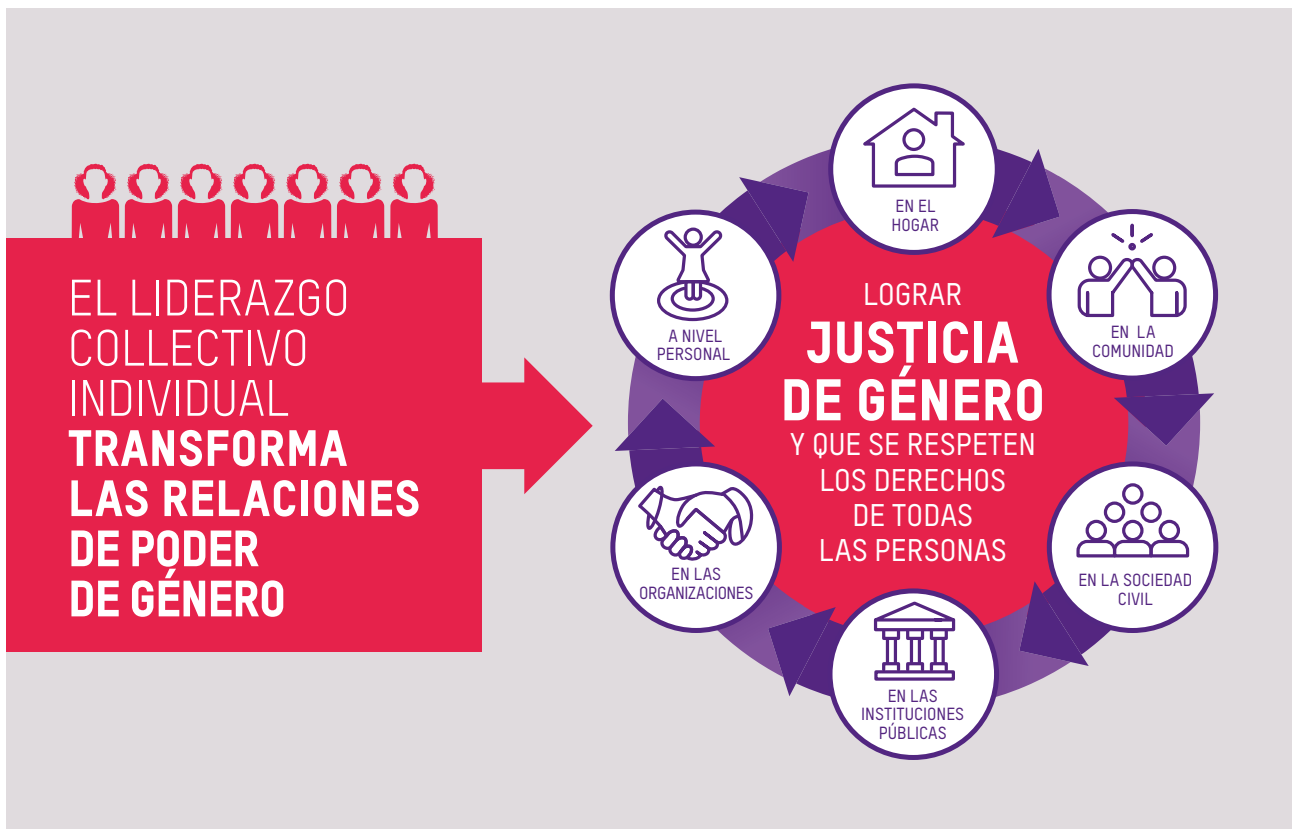 EL LIDERAZGO
COLLECTIVO
INDIVIDUAL
TRANSFORMA
LAS RELACIONES
DE PODER
DE GÉNERO
LOGRAR
JUSTICIA
DE GÉNERO
Y QUE SE RESPETEN
LOS DERECHOS
DE TODAS
LAS PERSONAS
EN EL
HOGAR
EN LA
COMUNIDAD
EN LA SOCIEDAD
CIVIL
EN LAS
INSTITUCIONES
PÚBLICAS
EN LAS
ORGANIZACIONES
A NIVEL
PERSONAL